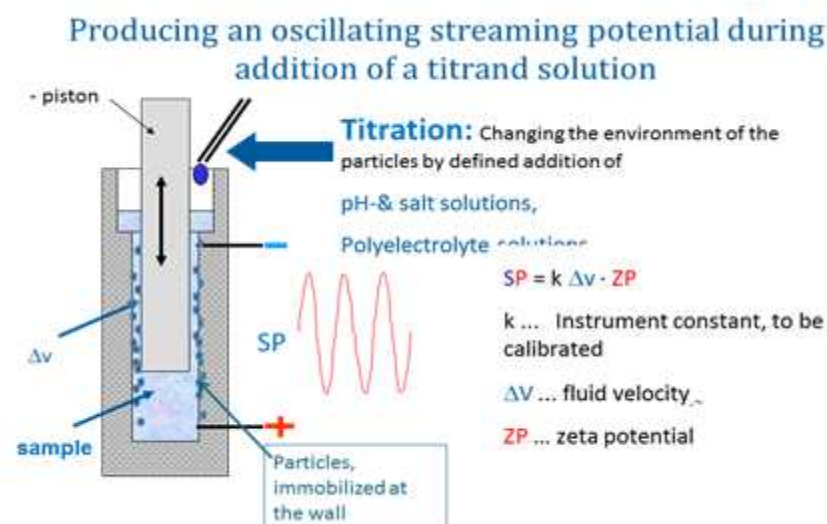 Producing an oscillating streaming potential during
addition of a titrand solution
- piston
Titration: Changing the environment of the
particles by defined addition of
pH-& salt solutions,
Polyelectrolyte solutions
SP = k Δv · ZP
k ... Instrument constant, to be
calibrated
ΔV ... fluid velocity
ZP ... zeta potential
SP
Δv
sample
−
+
Particles,
immobilized at
the wall